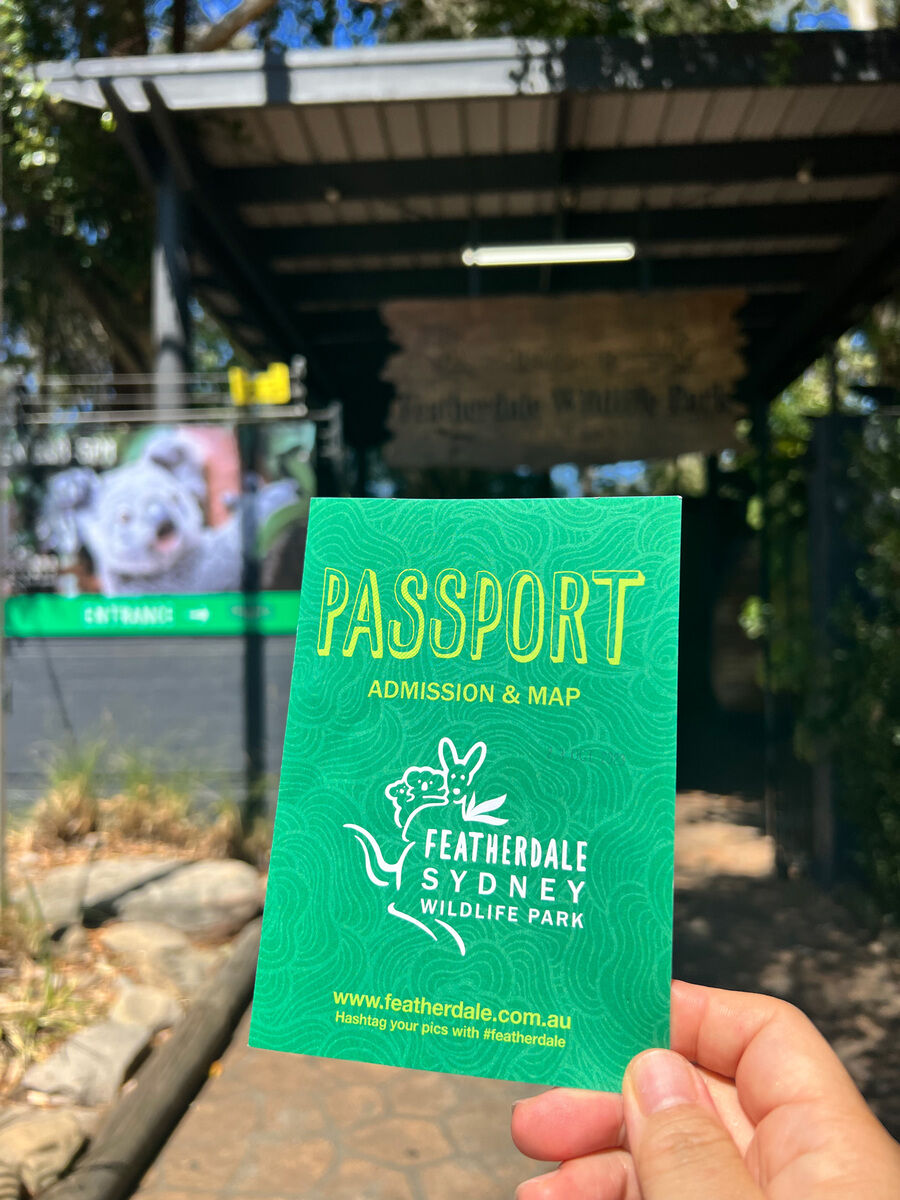 Featherdale Wildlife Park
ENTRANCE →
PASSPORT
ADMISSION & MAP
FEATHERDALE
SYDNEY
WILDLIFE PARK
www.featherdale.com.au
Hashtag your pics with #featherdale